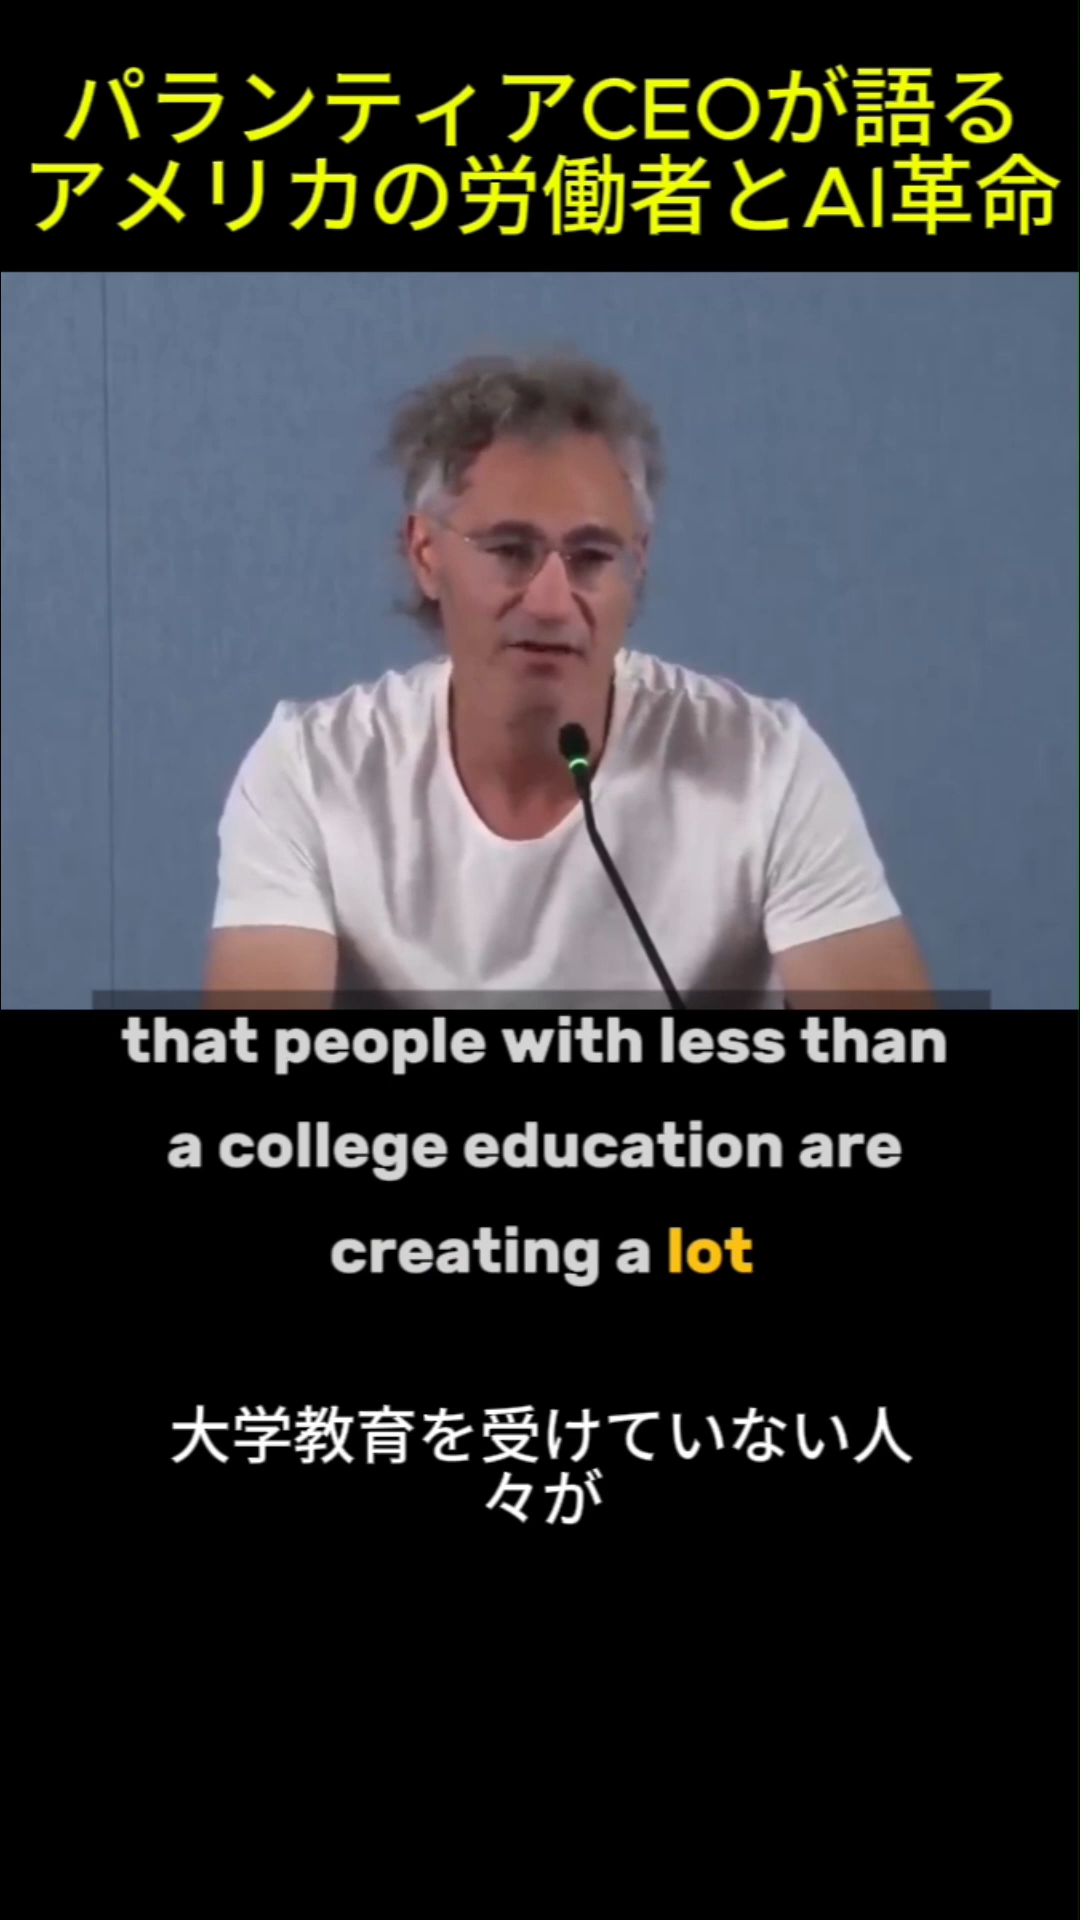 パランティアCEOが語る
アメリカの労働者とAI革命
that people with less than
a college education are
creating a lot
大学教育を受けていない人
々が